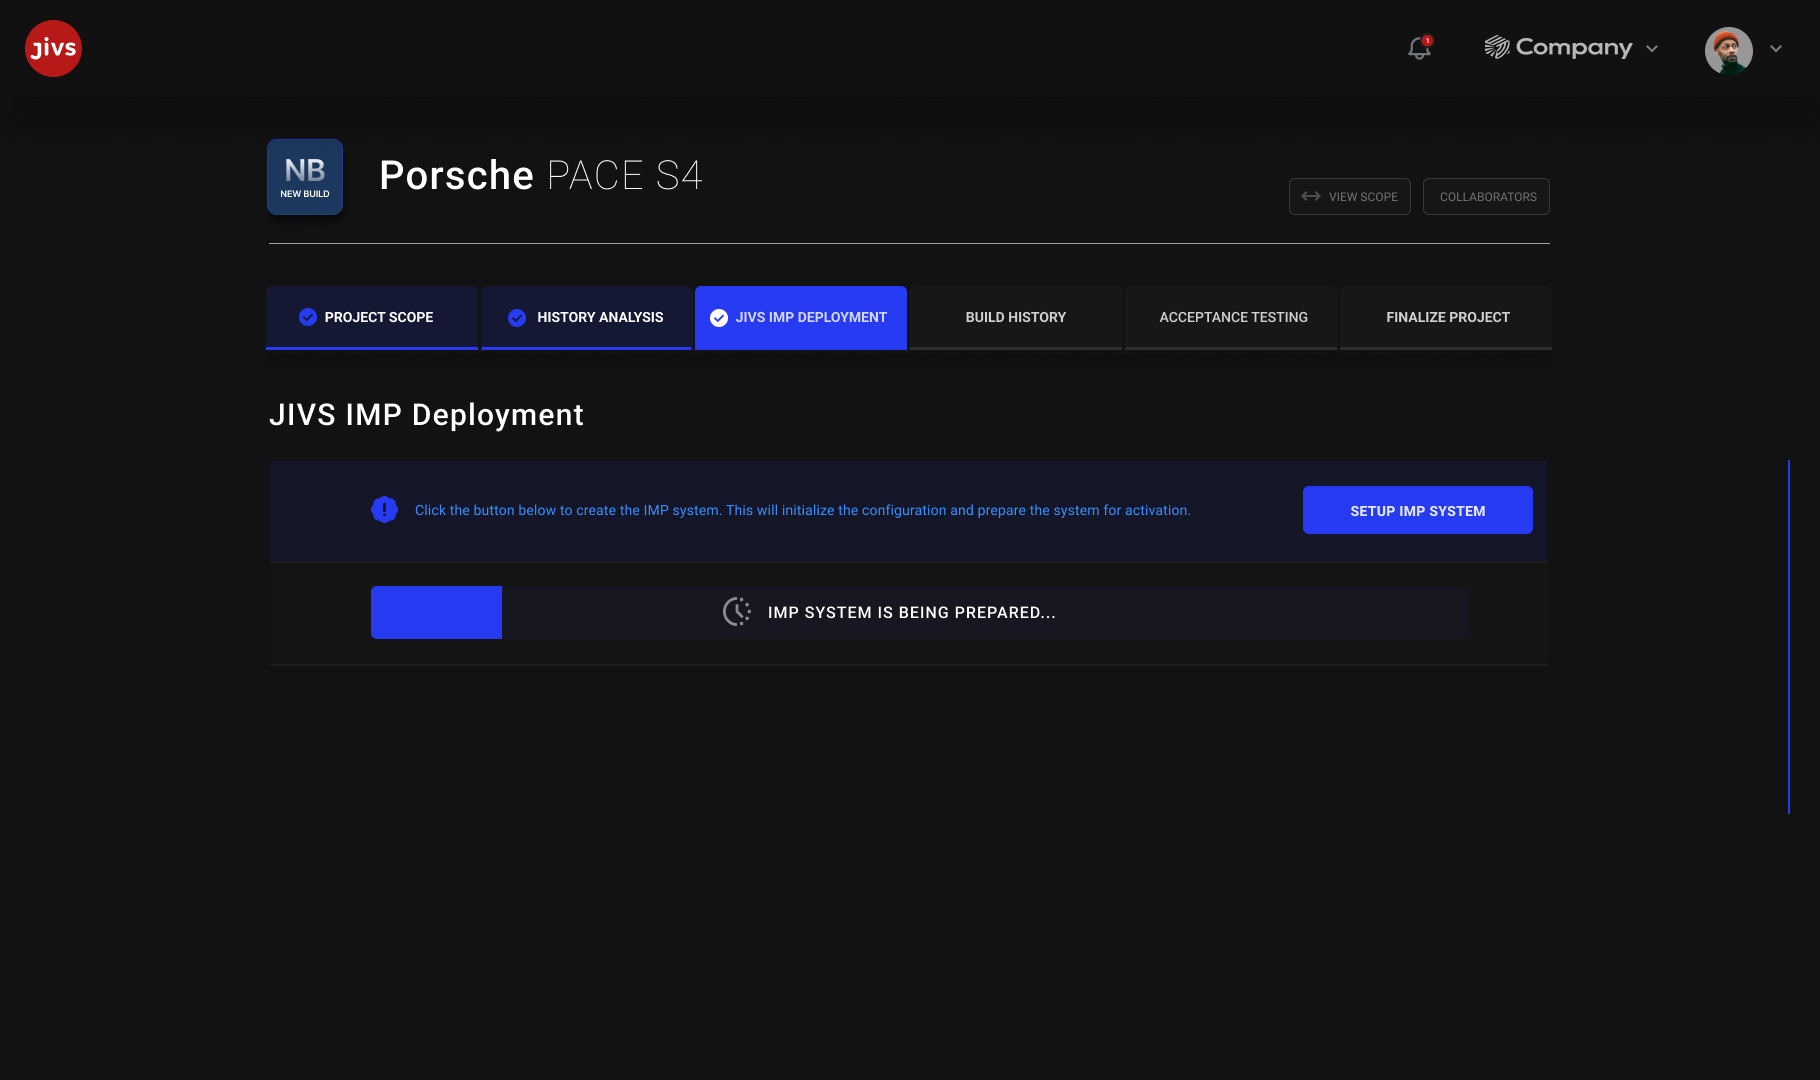 jivs
1
Company
NB
NEW BUILD
Porsche PACE S4
VIEW SCOPE
COLLABORATORS
PROJECT SCOPE
HISTORY ANALYSIS
JIVS IMP DEPLOYMENT
BUILD HISTORY
ACCEPTANCE TESTING
FINALIZE PROJECT
JIVS IMP Deployment
Click the button below to create the IMP system. This will initialize the configuration and prepare the system for activation.
SETUP IMP SYSTEM
IMP SYSTEM IS BEING PREPARED...